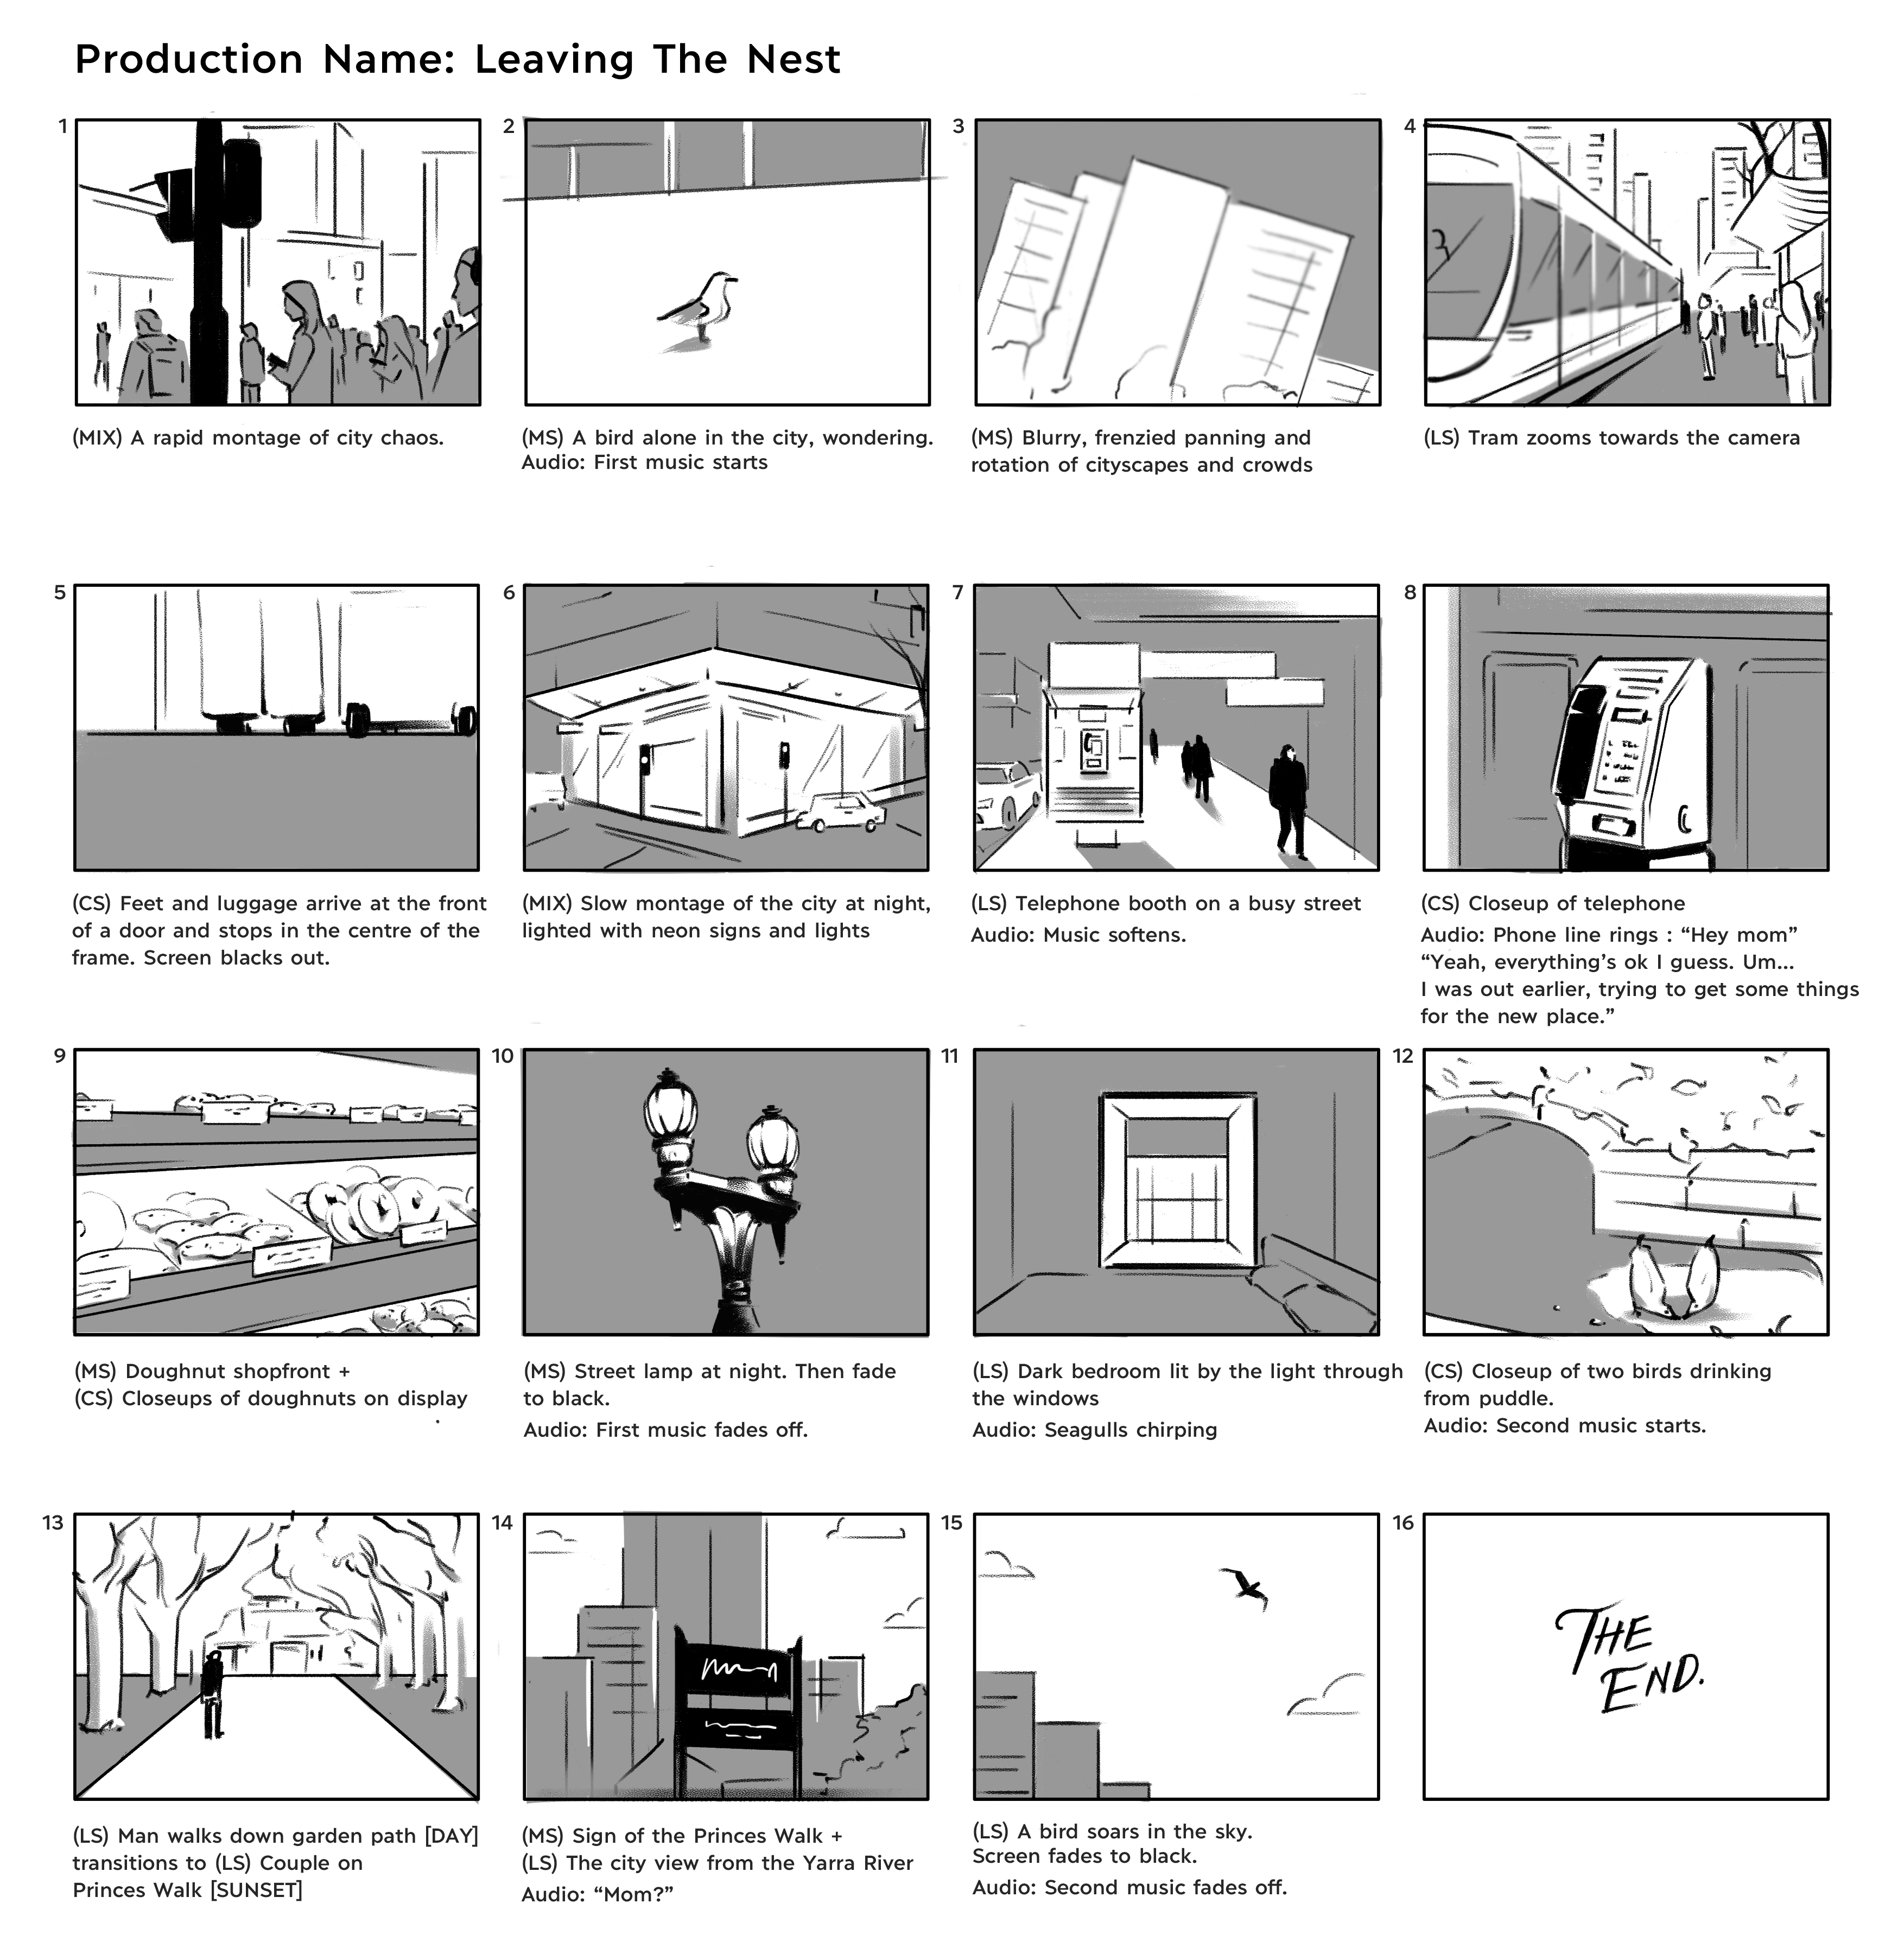 Production Name: Leaving The Nest
1
(MIX) A rapid montage of city chaos.
2
(MS) A bird alone in the city, wondering.
Audio: First music starts
3
(MS) Blurry, frenzied panning and
rotation of cityscapes and crowds
4
(LS) Tram zooms towards the camera
5
(CS) Feet and luggage arrive at the front
of a door and stops in the centre of the
frame. Screen blacks out.
6
(MIX) Slow montage of the city at night,
lighted with neon signs and lights
7
(LS) Telephone booth on a busy street
Audio: Music softens.
8
(CS) Closeup of telephone
Audio: Phone line rings : “Hey mom”
“Yeah, everything’s ok I guess. Um...
I was out earlier, trying to get some things
for the new place.”
9
(MS) Doughnut shopfront +
(CS) Closeups of doughnuts on display
10
(MS) Street lamp at night. Then fade
to black.
Audio: First music fades off.
11
(LS) Dark bedroom lit by the light through
the windows
Audio: Seagulls chirping
12
(CS) Closeup of two birds drinking
from puddle.
Audio: Second music starts.
13
(LS) Man walks down garden path [DAY]
transitions to (LS) Couple on
Princes Walk [SUNSET]
14
(MS) Sign of the Princes Walk +
(LS) The city view from the Yarra River
Audio: “Mom?”
15
(LS) A bird soars in the sky.
Screen fades to black.
Audio: Second music fades off.
16
THE
END.